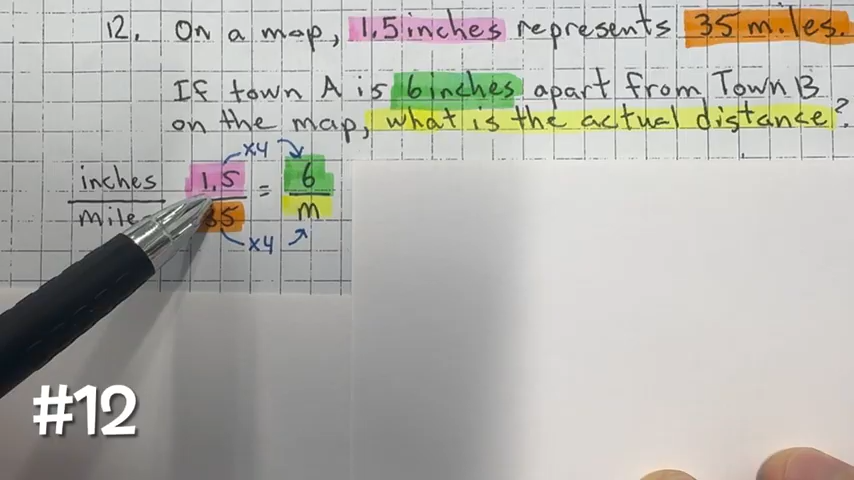 12. On a map, 1.5 inches represents 35 miles.
If town A is 6 inches apart from Town B
on the map, what is the actual distance?
x4
inches 1.5 = 6
mile 35 m
x4
#12